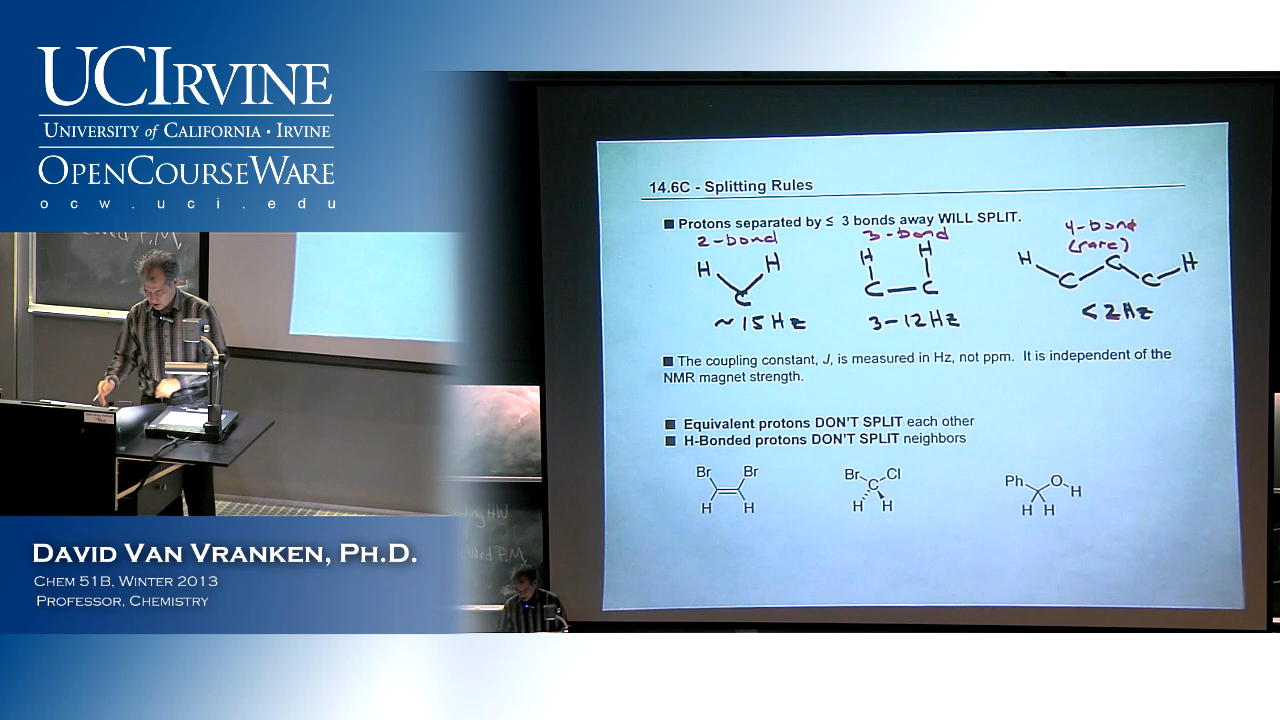 UCIRVINE
UNIVERSITY of CALIFORNIA · IRVINE
OPENCOURSEWARE
ocw.uci.edu
DAVID VAN VRANKEN, PH.D.
CHEM 51B, WINTER 2013
PROFESSOR, CHEMISTRY
14.6C - Splitting Rules
■ Protons separated by ≤ 3 bonds away WILL SPLIT.
2-bond 3-bond 4-bond
(rare)
H H H H H H
C C C C C C
~15Hz 3-12Hz <2Hz
■ The coupling constant, J, is measured in Hz, not ppm. It is independent of the
NMR magnet strength.
■ Equivalent protons DON'T SPLIT each other
■ H-Bonded protons DON'T SPLIT neighbors
Br Br Br C Cl Ph O H
H H H H H H